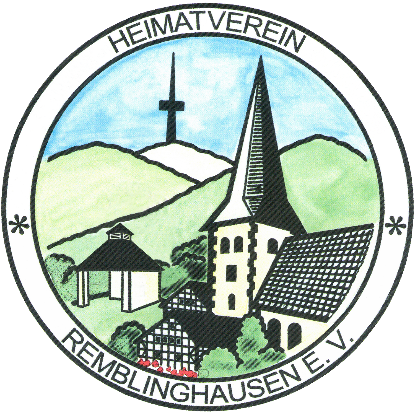 HEIMATVEREIN
REMBLINGHAUSEN E. V.